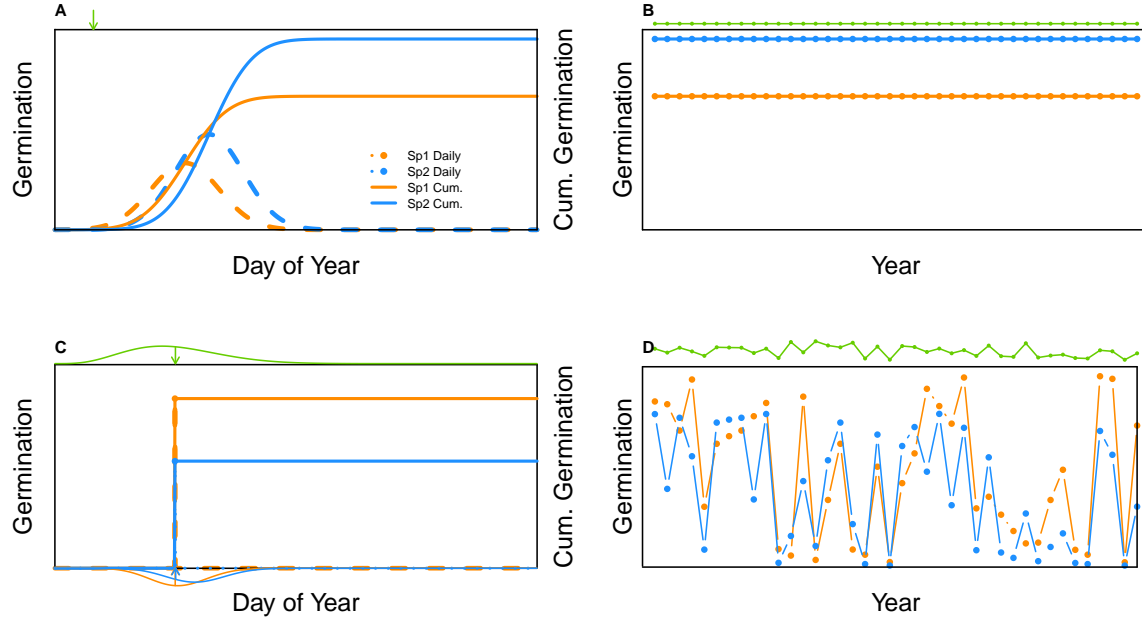 A
Germination
Sp1 Daily
Sp2 Daily
Sp1 Cum.
Sp2 Cum.
Cum. Germination
Day of Year
B
Germination
Year
C
Germination
Cum. Germination
Day of Year
D
Germination
Year